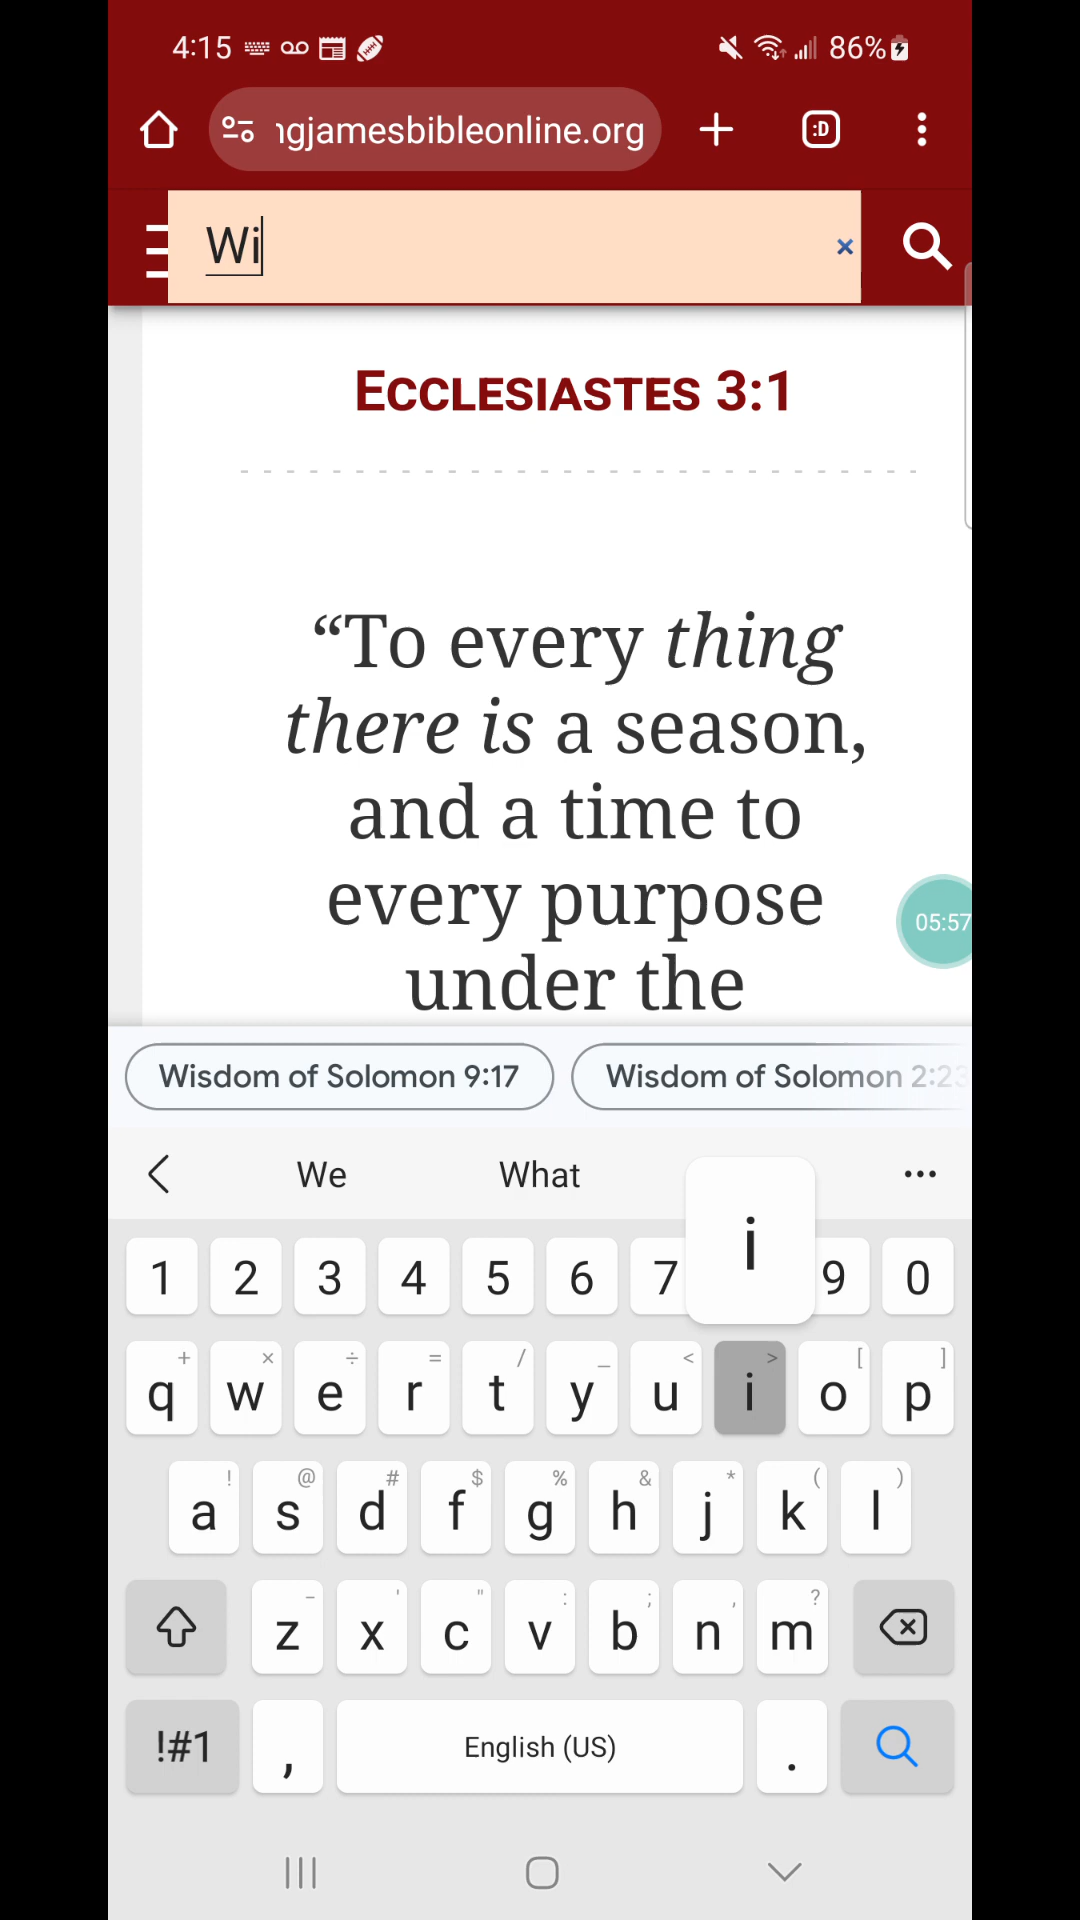 4:15 86%
ngjamesbibleonline.org :D
Wi ×
ECCLESIASTES 3:1
“To every thing
there is a season,
and a time to
every purpose
05:57
under the
Wisdom of Solomon 9:17 Wisdom of Solomon 2:23
We What ...
i
1 2 3 4 5 6 7 9 0
+ × ÷ = / _ < > [ ]
q w e r t y u i o p
! @ # $ % & * ( )
a s d f g h j k l
- ' " : ; , ?
z x c v b n m
!#1 , English (US) .